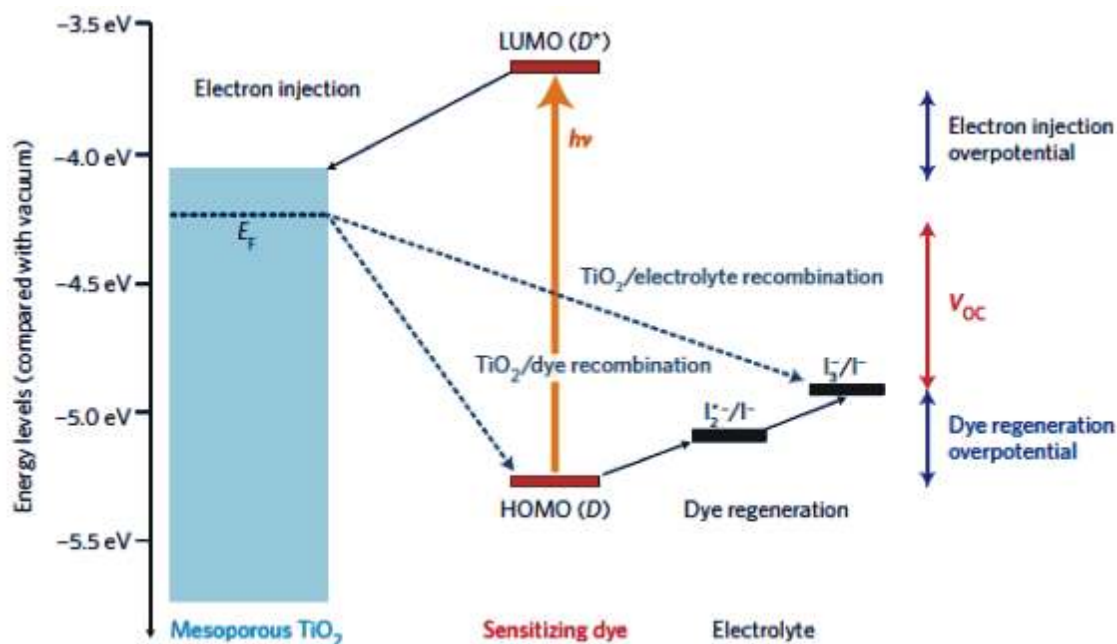 −3.5 eV
−4.0 eV
−4.5 eV
−5.0 eV
−5.5 eV
Energy levels (compared with vacuum)
LUMO (D*)
Electron injection
hν
E_F
TiO₂/electrolyte recombination
TiO₂/dye recombination
I₃⁻/I⁻
I₂•⁻/I⁻
HOMO (D)
Dye regeneration
Electron injection
overpotential
V_OC
Dye regeneration
overpotential
Mesoporous TiO₂
Sensitizing dye
Electrolyte